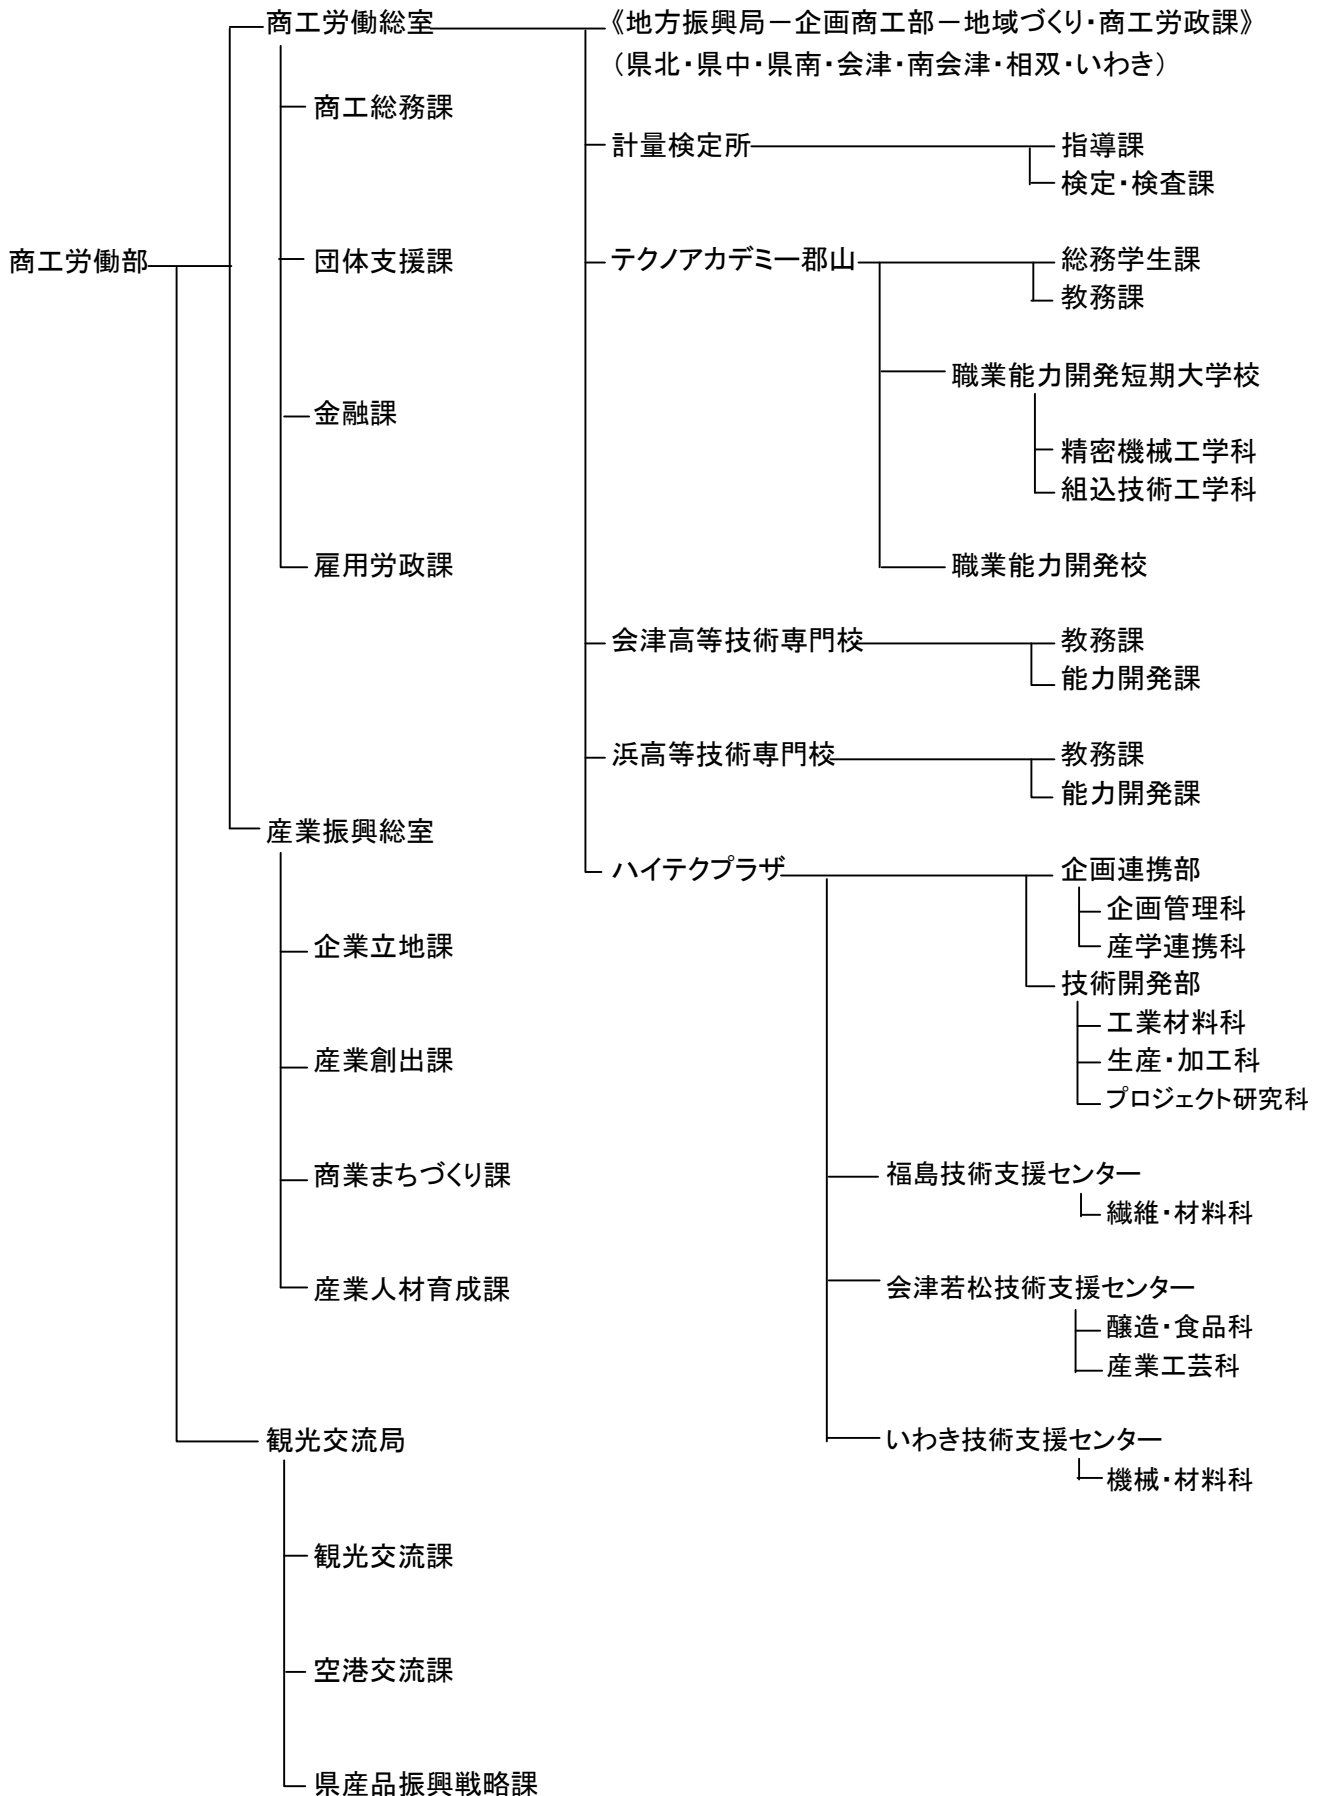 商工労働部
商工労働総室
商工総務課
団体支援課
金融課
雇用労政課
産業振興総室
企業立地課
産業創出課
商業まちづくり課
産業人材育成課
観光交流局
観光交流課
空港交流課
県産品振興戦略課
《地方振興局－企画商工部－地域づくり・商工労政課》
（県北・県中・県南・会津・南会津・相双・いわき）
計量検定所
指導課
検定・検査課
テクノアカデミー郡山
総務学生課
教務課
職業能力開発短期大学校
精密機械工学科
組込技術工学科
職業能力開発校
会津高等技術専門校
教務課
能力開発課
浜高等技術専門校
教務課
能力開発課
ハイテクプラザ
企画連携部
企画管理科
産学連携科
技術開発部
工業材料科
生産・加工科
プロジェクト研究科
福島技術支援センター
繊維・材料科
会津若松技術支援センター
醸造・食品科
産業工芸科
いわき技術支援センター
機械・材料科